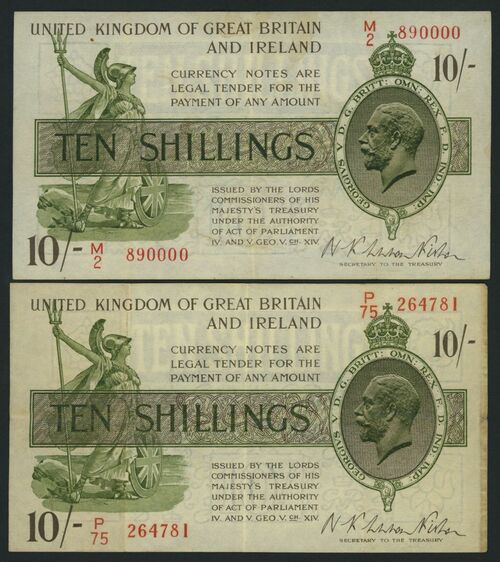 UNITED KINGDOM OF GREAT BRITAIN
AND IRELAND
M/2 890000
10/-
CURRENCY NOTES ARE
LEGAL TENDER FOR THE
PAYMENT OF ANY AMOUNT
GEORGIVS V D. G. BRITT: OMN: REX F. D. IND: IMP:
TEN SHILLINGS
ISSUED BY THE LORDS
COMMISSIONERS OF HIS
MAJESTY'S TREASURY
UNDER THE AUTHORITY
OF ACT OF PARLIAMENT
IV. AND V. GEO. V. CH. XIV.
10/- M/2 890000
SECRETARY TO THE TREASURY
UNITED KINGDOM OF GREAT BRITAIN
AND IRELAND
P/75 264781
10/-
CURRENCY NOTES ARE
LEGAL TENDER FOR THE
PAYMENT OF ANY AMOUNT
GEORGIVS V D. G. BRITT: OMN: REX F. D. IND: IMP:
TEN SHILLINGS
ISSUED BY THE LORDS
COMMISSIONERS OF HIS
MAJESTY'S TREASURY
UNDER THE AUTHORITY
OF ACT OF PARLIAMENT
IV. AND V. GEO. V. CH. XIV.
10/- P/75 264781
SECRETARY TO THE TREASURY